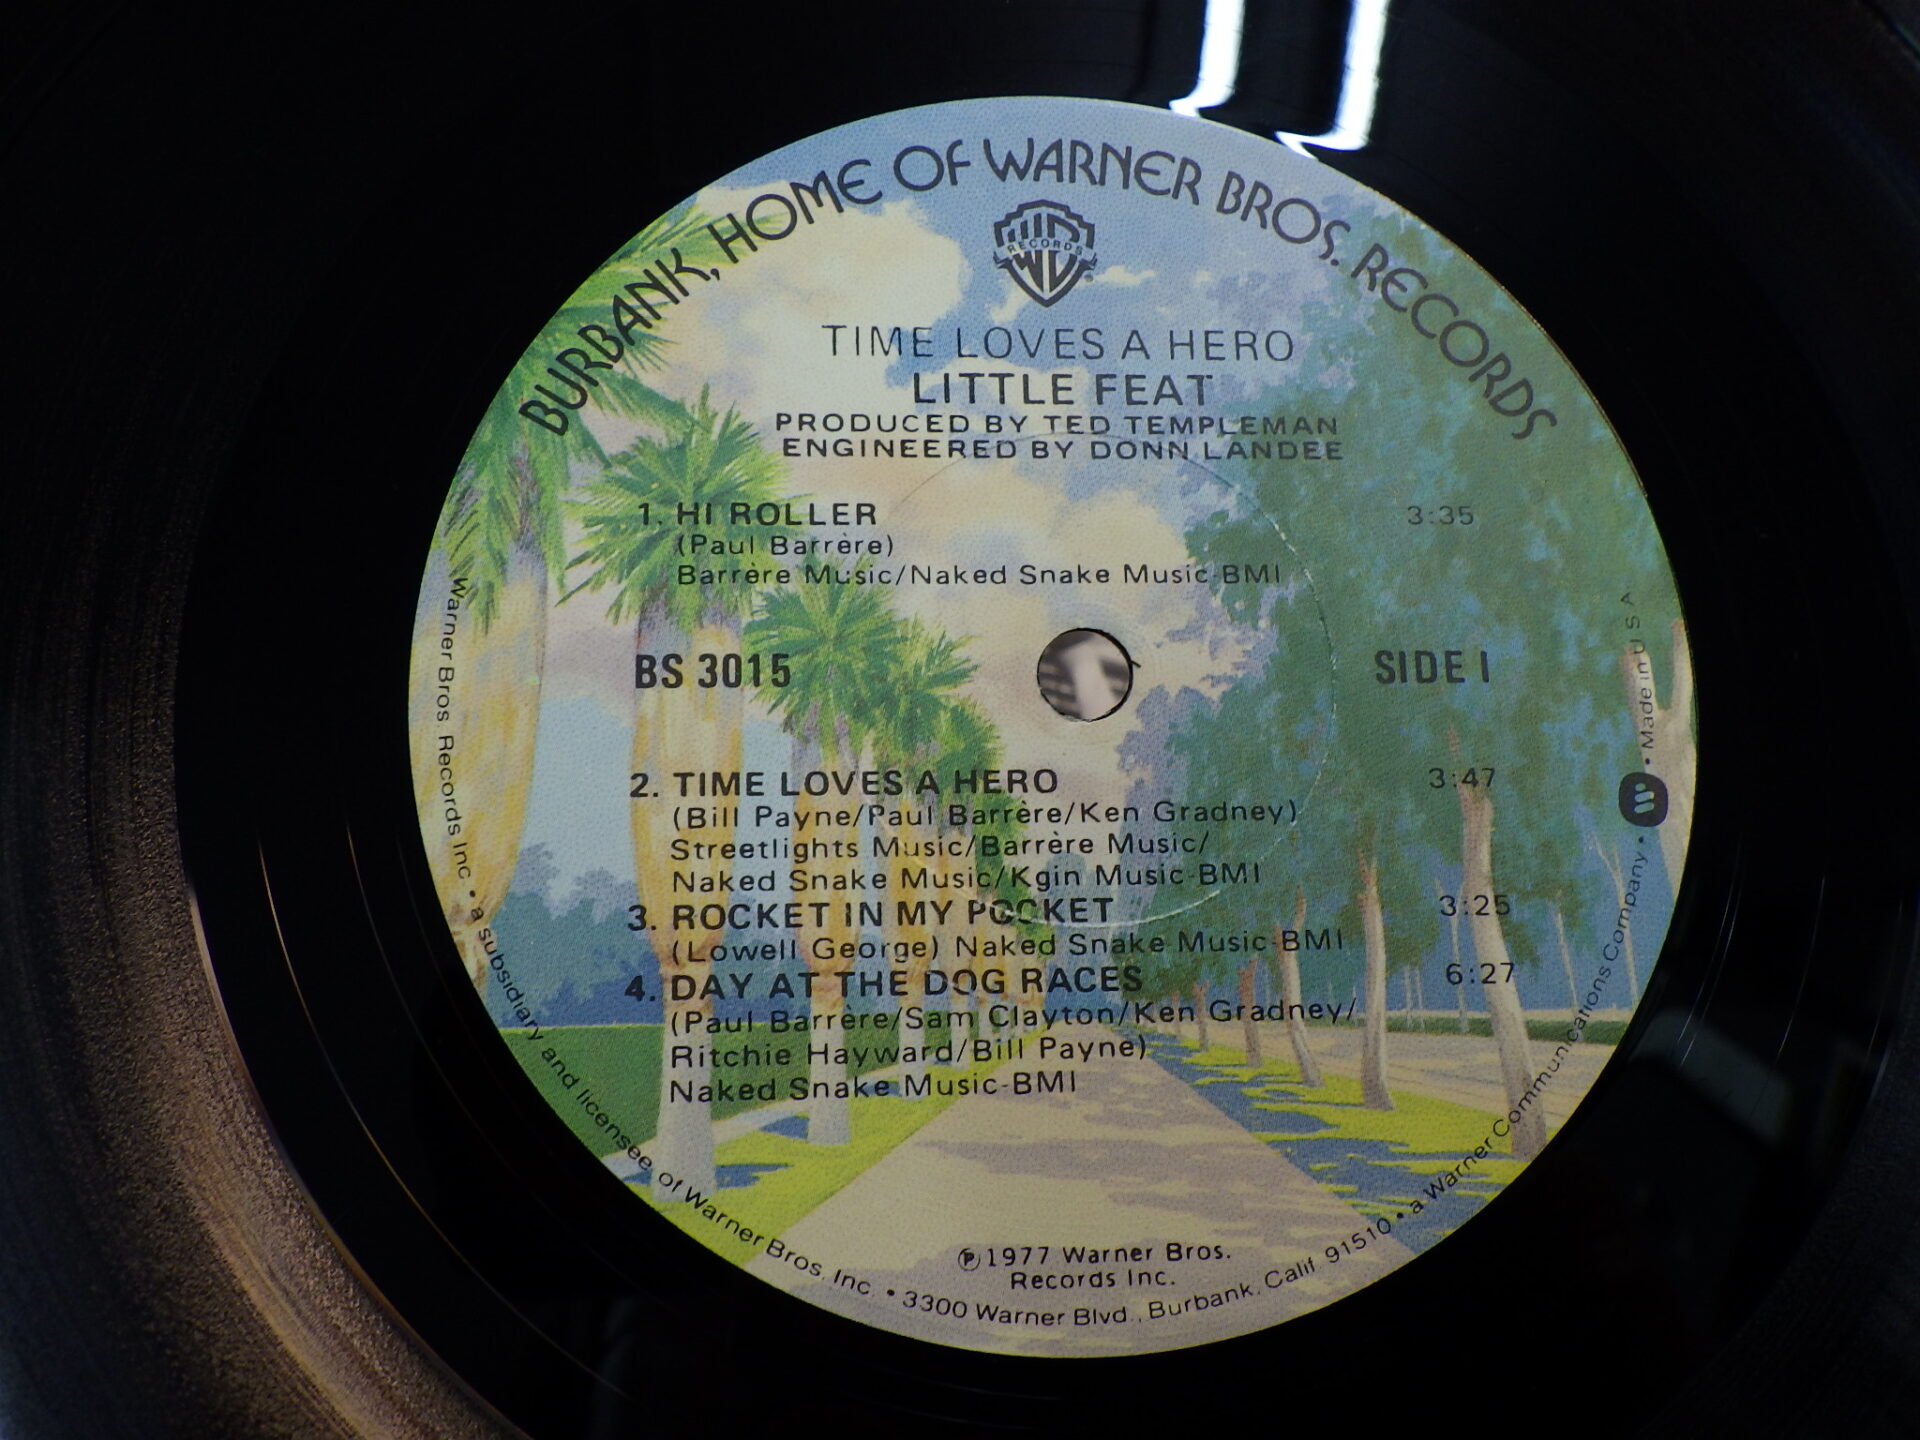 BURBANK, HOME OF WARNER BROS. RECORDS
RECORDS
TIME LOVES A HERO
LITTLE FEAT
PRODUCED BY TED TEMPLEMAN
ENGINEERED BY DONN LANDEE
1. HI ROLLER 3:35
(Paul Barrère)
Barrère Music/Naked Snake Music-BMI
BS 3015 SIDE I
2. TIME LOVES A HERO 3:47
(Bill Payne/Paul Barrère/Ken Gradney)
Streetlights Music/Barrère Music/
Naked Snake Music/Kgin Music-BMI
3. ROCKET IN MY POCKET 3:25
(Lowell George) Naked Snake Music-BMI
4. DAY AT THE DOG RACES 6:27
(Paul Barrère/Sam Clayton/Ken Gradney/
Ritchie Hayward/Bill Payne)
Naked Snake Music-BMI
℗1977 Warner Bros.
Records Inc.
Warner Bros. Records Inc. • a subsidiary and licensee of Warner Bros. Inc. • 3300 Warner Blvd., Burbank, Calif. 91510 • a Warner Communications Company • Made in U.S.A.